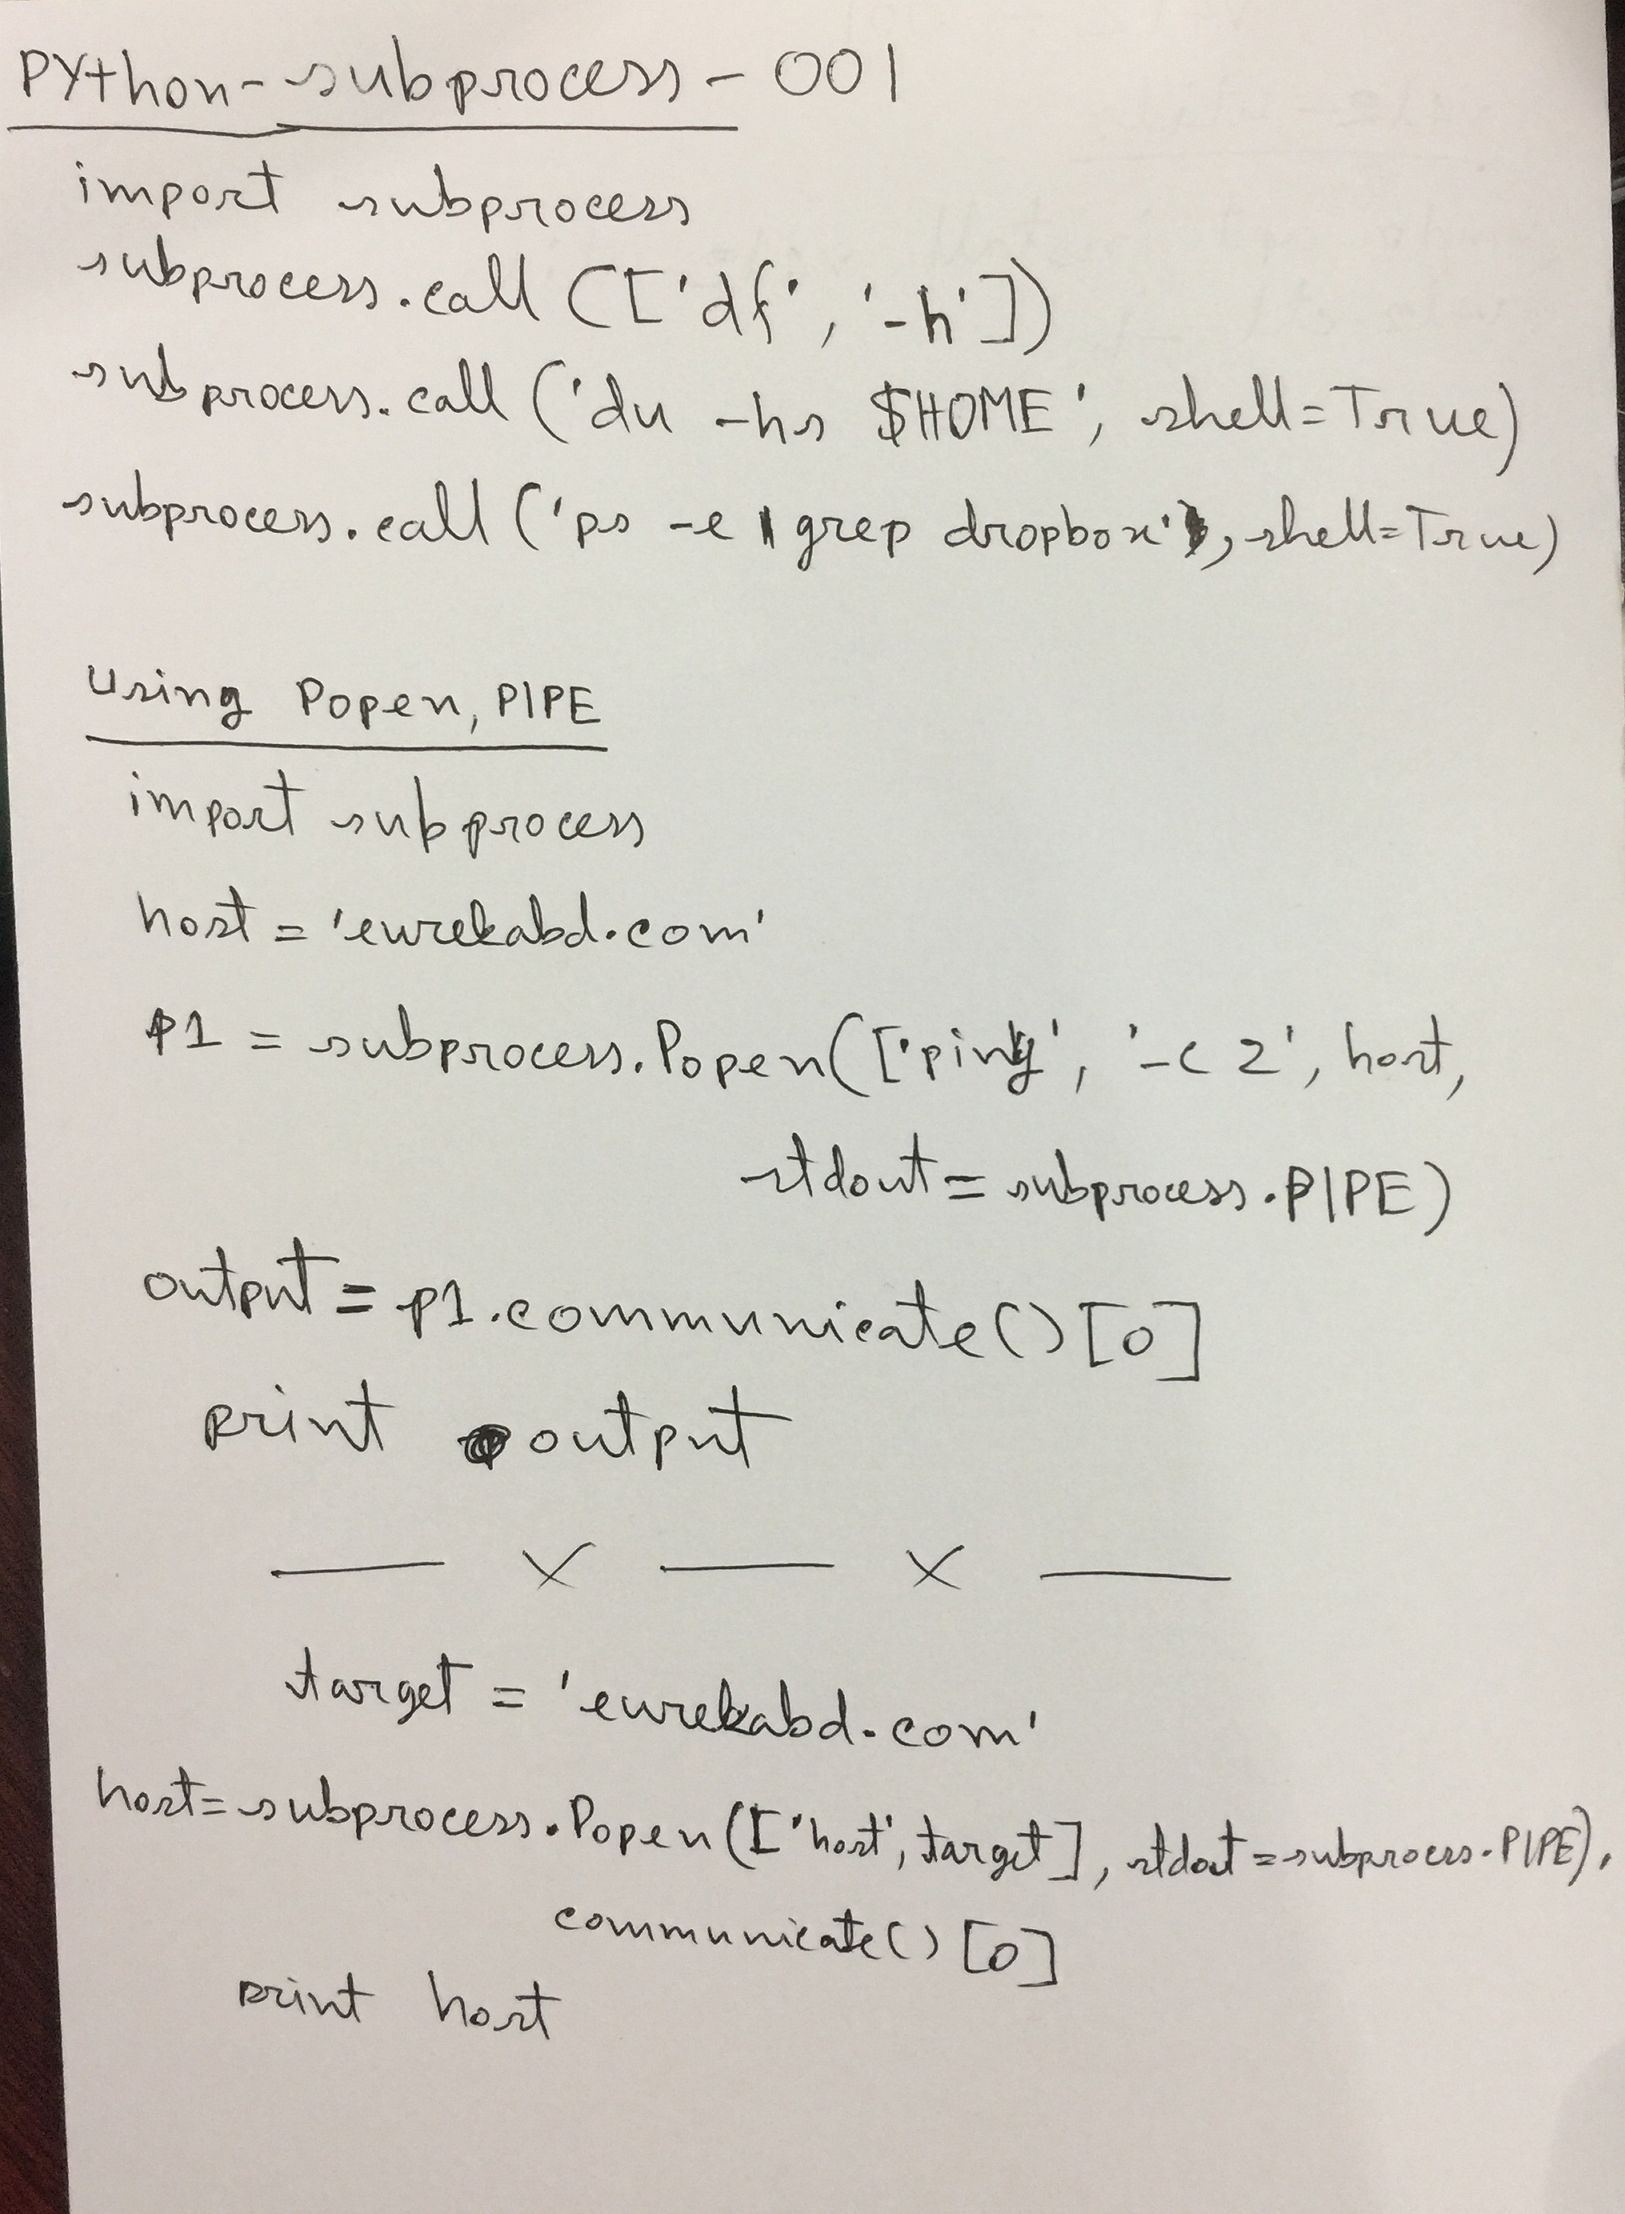 Python-subprocess-001
import subprocess
subprocess.call(['df', '-h'])
subprocess.call('du -hs $HOME', shell=True)
subprocess.call('ps -e | grep dropbox', shell=True)
Using Popen, PIPE
import subprocess
host = 'eurekabd.com'
p1 = subprocess.Popen(['ping', '-c 2', host,
stdout = subprocess.PIPE)
output = p1.communicate()[0]
print output
— x — x —
target = 'eurekabd.com'
host=subprocess.Popen(['host', target], stdout = subprocess.PIPE).
communicate()[0]
print host